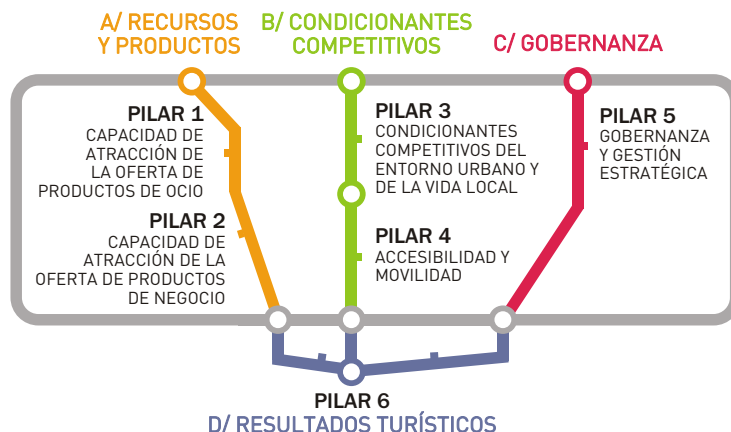 A/ RECURSOS
Y PRODUCTOS
B/ CONDICIONANTES
COMPETITIVOS
C/ GOBERNANZA
PILAR 1
CAPACIDAD DE
ATRACCIÓN DE
LA OFERTA DE
PRODUCTOS DE OCIO
PILAR 2
CAPACIDAD DE
ATRACCIÓN DE LA
OFERTA DE PRODUCTOS
DE NEGOCIO
PILAR 3
CONDICIONANTES
COMPETITIVOS DEL
ENTORNO URBANO Y
DE LA VIDA LOCAL
PILAR 4
ACCESIBILIDAD Y
MOVILIDAD
PILAR 5
GOBERNANZA
Y GESTIÓN
ESTRATÉGICA
PILAR 6
D/ RESULTADOS TURÍSTICOS